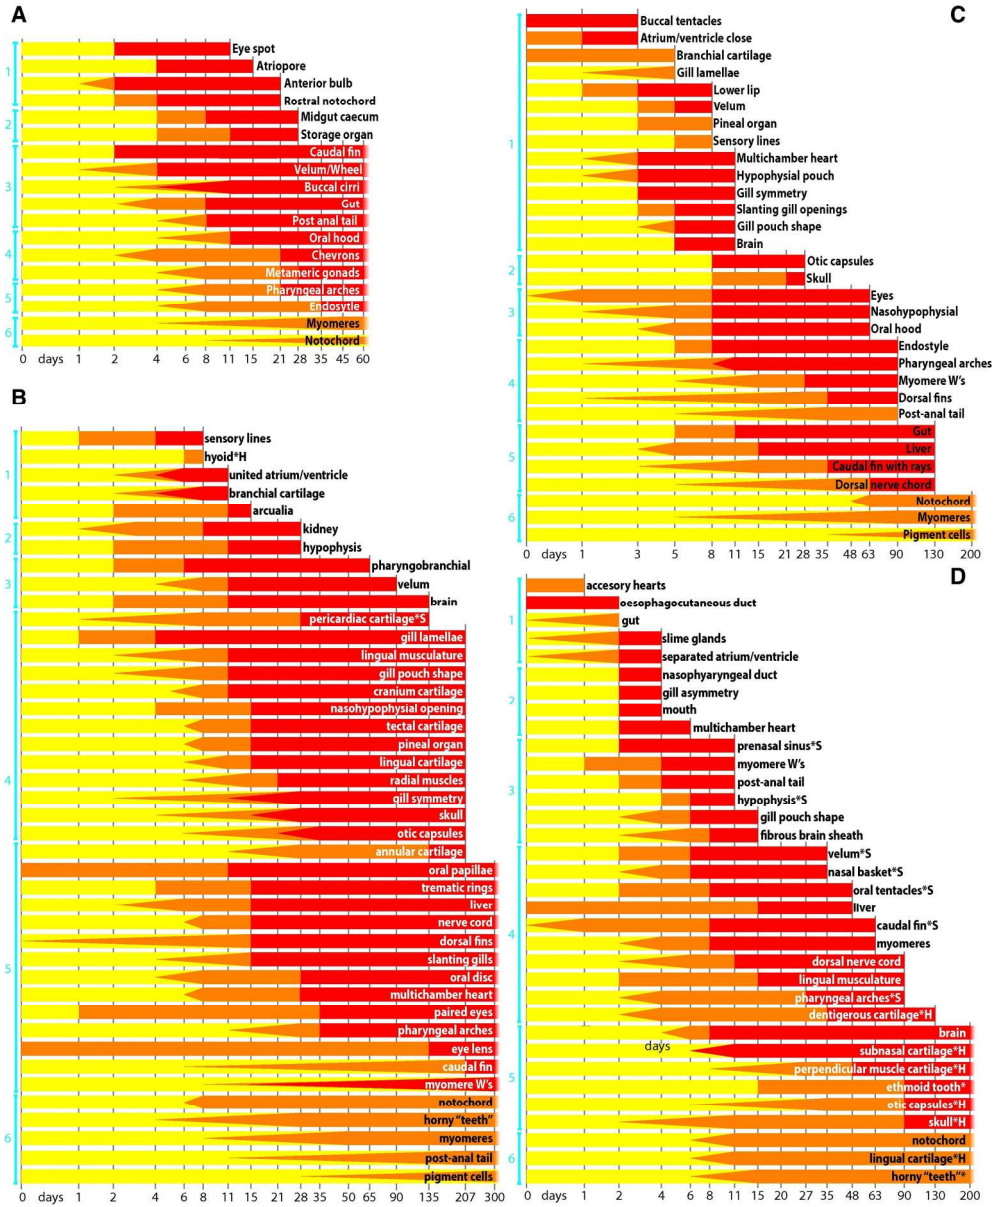 A
Eye spot
Atriopore
Anterior bulb
Rostral notochord
1
Midgut caecum
Storage organ
2
Caudal fin
Velum/Wheel
Buccal cirri
Gut
Post anal tail
3
Oral hood
Chevrons
Metameric gonads
4
Pharyngeal arches
Endosytle
5
Myomeres
Notochord
6
0 days 1 2 4 6 8 11 15 21 28 35 45 60
B
sensory lines
hyoid*H
united atrium/ventricle
branchial cartilage
arcualia
1
kidney
hypophysis
2
pharyngobranchial
velum
brain
3
pericardiac cartilage*S
gill lamellae
lingual musculature
gill pouch shape
cranium cartilage
nasohypophysial opening
tectal cartilage
pineal organ
lingual cartilage
radial muscles
4
gill symmetry
skull
otic capsules
annular cartilage
oral papillae
trematic rings
liver
nerve cord
dorsal fins
slanting gills
5
oral disc
multichamber heart
paired eyes
pharyngeal arches
eye lens
caudal fin
myomere W's
notochord
horny "teeth"
myomeres
6
post-anal tail
pigment cells
0 days 1 2 4 6 8 11 15 21 28 35 50 65 90 135 207 300
C
Buccal tentacles
Atrium/ventricle close
Branchial cartilage
Gill lamellae
Lower lip
Velum
Pineal organ
Sensory lines
1
Multichamber heart
Hypophysial pouch
Gill symmetry
Slanting gill openings
Gill pouch shape
Brain
Otic capsules
2
Skull
Eyes
Nasohypophysial
3
Oral hood
Endostyle
Pharyngeal arches
Myomere W's
4
Dorsal fins
Post-anal tail
Gut
Liver
5
Caudal fin with rays
Dorsal nerve chord
Notochord
Myomeres
6
Pigment cells
0 days 1 3 5 8 11 15 21 28 35 48 63 90 130 200
D
accesory hearts
oesophagocutaneous duct
gut
1
slime glands
separated atrium/ventricle
nasophyaryngeal duct
gill asymmetry
2
mouth
multichamber heart
prenasal sinus*S
myomere W's
post-anal tail
3
hypophysis*S
gill pouch shape
fibrous brain sheath
velum*S
nasal basket*S
oral tentacles*S
liver
caudal fin*S
4
myomeres
dorsal nerve cord
lingual musculature
pharyngeal arches*S
dentigerous cartilage*H
brain
days
subnasal cartilage*H
perpendicular muscle cartilage*H
5
ethmoid tooth*
otic capsules*H
skull*H
notochord
lingual cartilage*H
6
horny "teeth"*
0 days 1 2 4 6 8 11 15 20 27 35 48 63 90 130 200